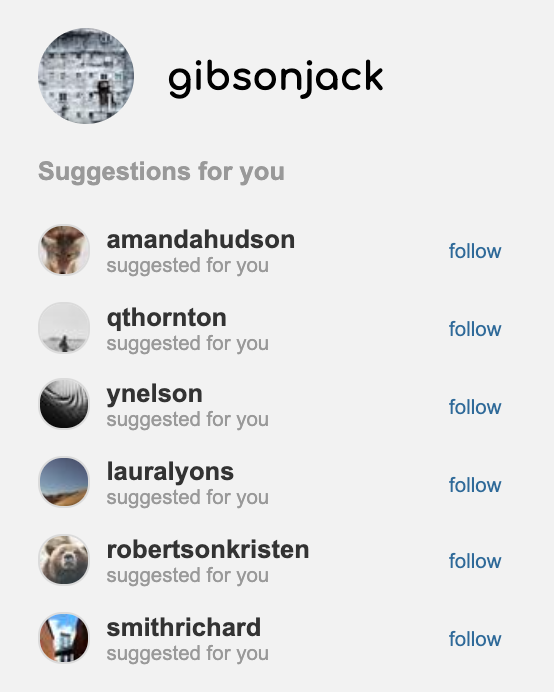 gibsonjack
Suggestions for you
amandahudson
suggested for you
follow
qthornton
suggested for you
follow
ynelson
suggested for you
follow
lauralyons
suggested for you
follow
robertsonkristen
suggested for you
follow
smithrichard
suggested for you
follow